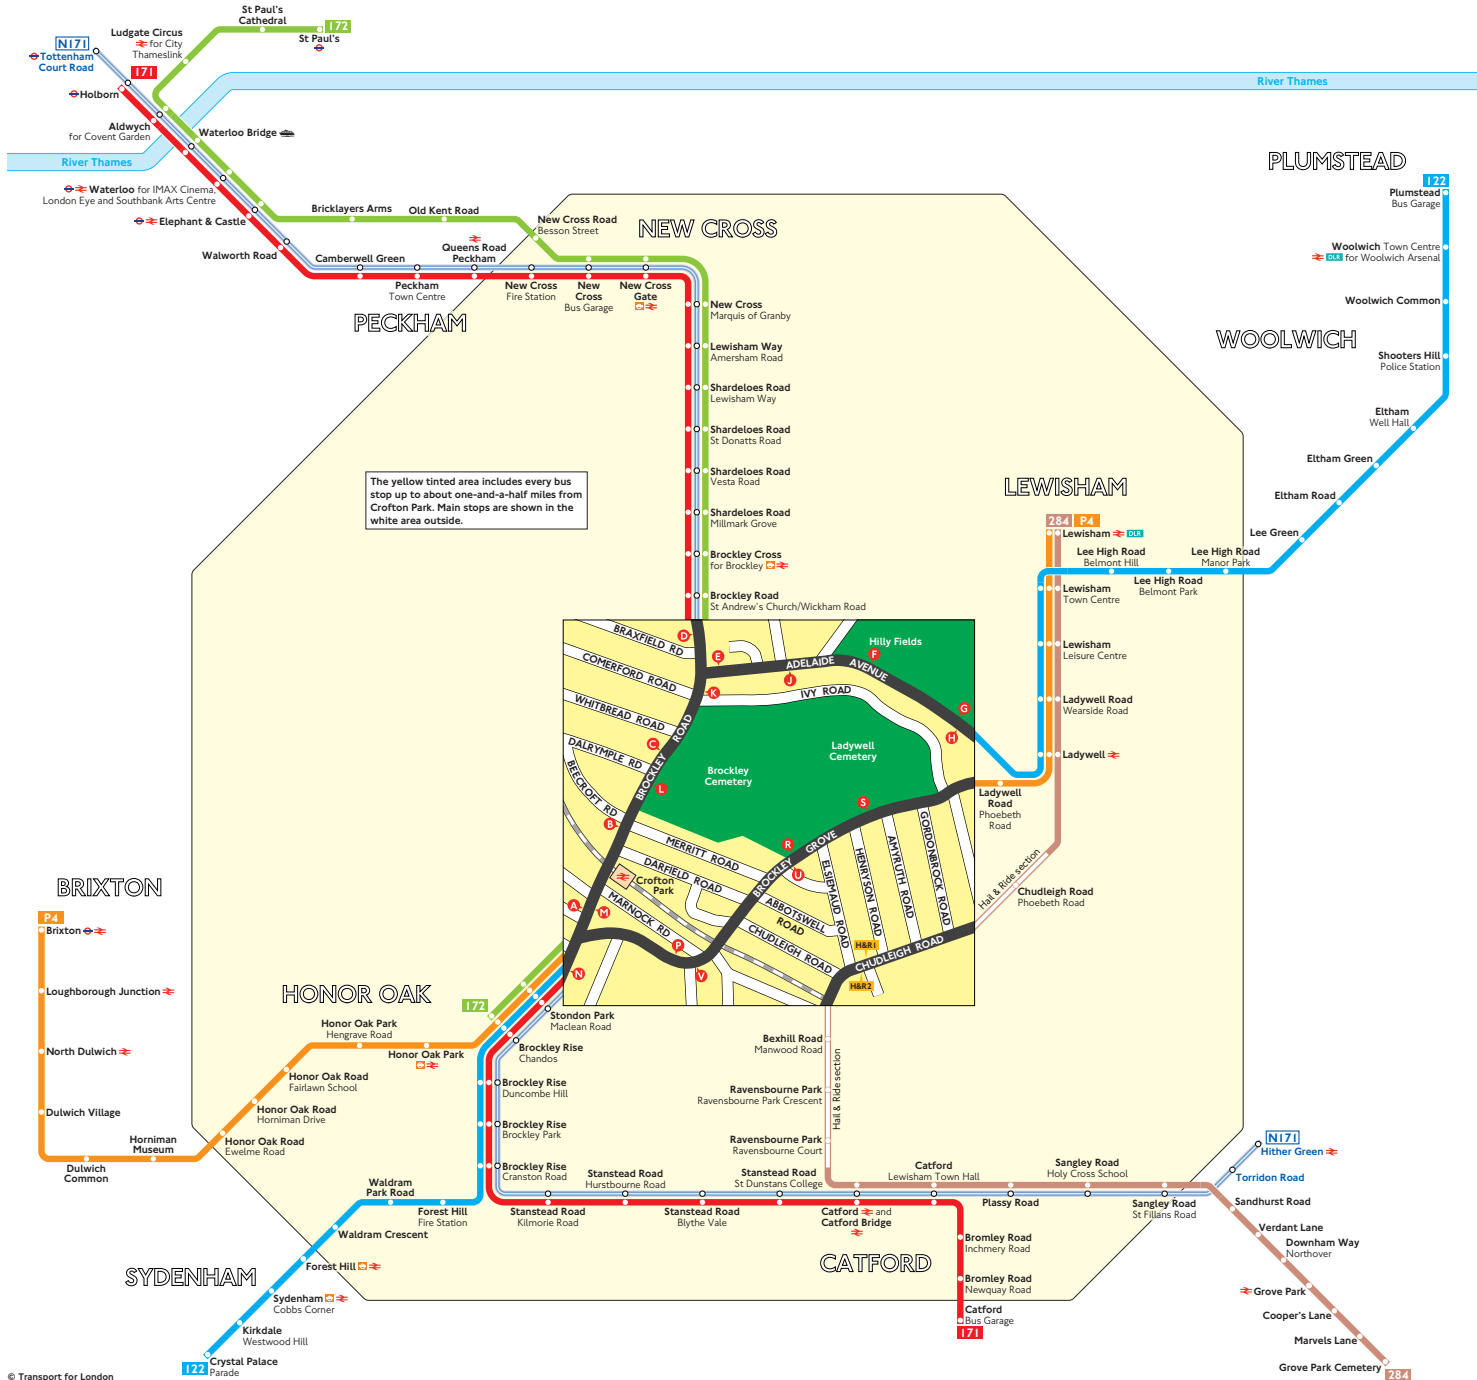 St Paul's
Cathedral
172
St Paul's
Ludgate Circus
for City
Thameslink
N171
Tottenham
Court Road
171
Holborn
River Thames
Aldwych
for Covent Garden
Waterloo Bridge
River Thames
Waterloo for IMAX Cinema,
London Eye and Southbank Arts Centre
Elephant & Castle
Walworth Road
Bricklayers Arms
Old Kent Road
New Cross Road
Besson Street
NEW CROSS
Camberwell Green
Queens Road
Peckham
Peckham
Town Centre
New Cross
Fire Station
New
Cross
Bus Garage
New Cross
Gate
PECKHAM
New Cross
Marquis of Granby
Lewisham Way
Amersham Road
Shardeloes Road
Lewisham Way
Shardeloes Road
St Donatts Road
Shardeloes Road
Vesta Road
Shardeloes Road
Millmark Grove
Brockley Cross
for Brockley
Brockley Road
St Andrew's Church/Wickham Road
The yellow tinted area includes every bus
stop up to about one-and-a-half miles from
Crofton Park. Main stops are shown in the
white area outside.
PLUMSTEAD
122
Plumstead
Bus Garage
Woolwich Town Centre
DLR for Woolwich Arsenal
Woolwich Common
WOOLWICH
Shooters Hill
Police Station
Eltham
Well Hall
Eltham Green
Eltham Road
Lee Green
LEWISHAM
284
P4
Lewisham DLR
Lee High Road
Belmont Hill
Lee High Road
Manor Park
Lee High Road
Belmont Park
Lewisham
Town Centre
Lewisham
Leisure Centre
Ladywell Road
Wearside Road
Ladywell
Ladywell
Road
Phoebeth
Road
Hail & Ride section
Chudleigh Road
Phoebeth Road
BRAXFIELD RD
D
E
Hilly Fields
F
ADELAIDE AVENUE
COMERFORD ROAD
J
K
IVY ROAD
WHITBREAD ROAD
G
H
C
BROCKLEY ROAD
DALRYMPLE RD
Ladywell
Cemetery
Brockley
Cemetery
BEECROFT RD
L
S
B
MERRITT ROAD
R
BROCKLEY GROVE
GORDONBROCK ROAD
AMYRUTH ROAD
HENRYSON ROAD
ELSIEMAUD ROAD
DARFIELD ROAD
U
Crofton
Park
ABBOTSWELL
ROAD
MARNOCK RD
A
M
CHUDLEIGH ROAD
P
H&R1
CHUDLEIGH ROAD
N
V
H&R2
BRIXTON
P4
Brixton
Loughborough Junction
North Dulwich
Dulwich Village
Dulwich
Common
Horniman
Museum
Honor Oak Road
Ewelme Road
Honor Oak Road
Horniman Drive
Honor Oak Road
Fairlawn School
Honor Oak Park
Hengrave Road
Honor Oak Park
HONOR OAK
172
Stondon Park
Maclean Road
Brockley Rise
Chandos
Brockley Rise
Duncombe Hill
Brockley Rise
Brockley Park
Brockley Rise
Cranston Road
Bexhill Road
Manwood Road
Ravensbourne Park
Ravensbourne Park Crescent
Hail & Ride section
Ravensbourne Park
Ravensbourne Court
Stanstead Road
Hurstbourne Road
Stanstead Road
St Dunstans College
Catford
Lewisham Town Hall
Sangley Road
Holy Cross School
N171
Hither Green
Torridon Road
Stanstead Road
Kilmorie Road
Stanstead Road
Blythe Vale
Catford and
Catford Bridge
Plassy Road
Sangley Road
St Fillans Road
Sandhurst Road
Verdant Lane
Downham Way
Northover
Grove Park
Cooper's Lane
Marvels Lane
Grove Park Cemetery
284
Waldram
Park Road
Forest Hill
Fire Station
Waldram Crescent
Forest Hill
SYDENHAM
Sydenham
Cobbs Corner
Kirkdale
Westwood Hill
122
Crystal Palace
Parade
CATFORD
Bromley Road
Inchmery Road
Bromley Road
Newquay Road
Catford
Bus Garage
171
© Transport for London